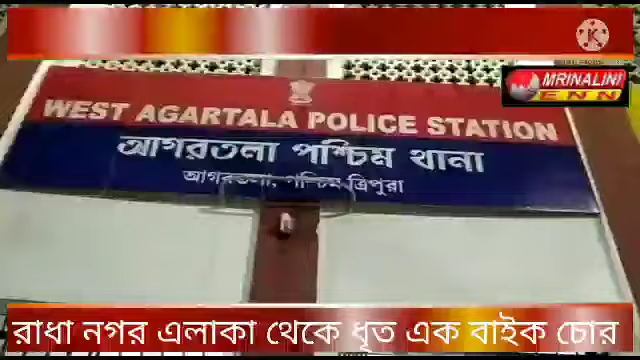 MRINALINI
ENN
WEST AGARTALA POLICE STATION
আগরতলা পশ্চিম থানা
আগরতলা, পশ্চিম ত্রিপুরা
রাধা নগর এলাকা থেকে ধৃত এক বাইক চোর